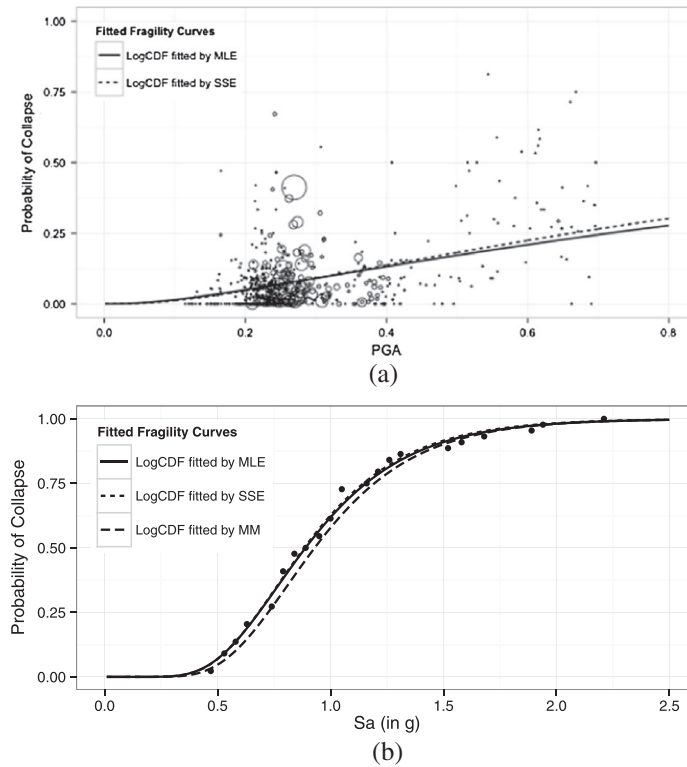 1.00
Fitted Fragility Curves
LogCDF fitted by MLE
LogCDF fitted by SSE
0.75
0.50
0.25
0.00
Probability of Collapse
0.0 0.2 0.4 0.6 0.8
PGA
(a)
1.00
Fitted Fragility Curves
LogCDF fitted by MLE
LogCDF fitted by SSE
LogCDF fitted by MM
0.75
0.50
0.25
0.00
Probability of Collapse
0.0 0.5 1.0 1.5 2.0 2.5
Sa (in g)
(b)